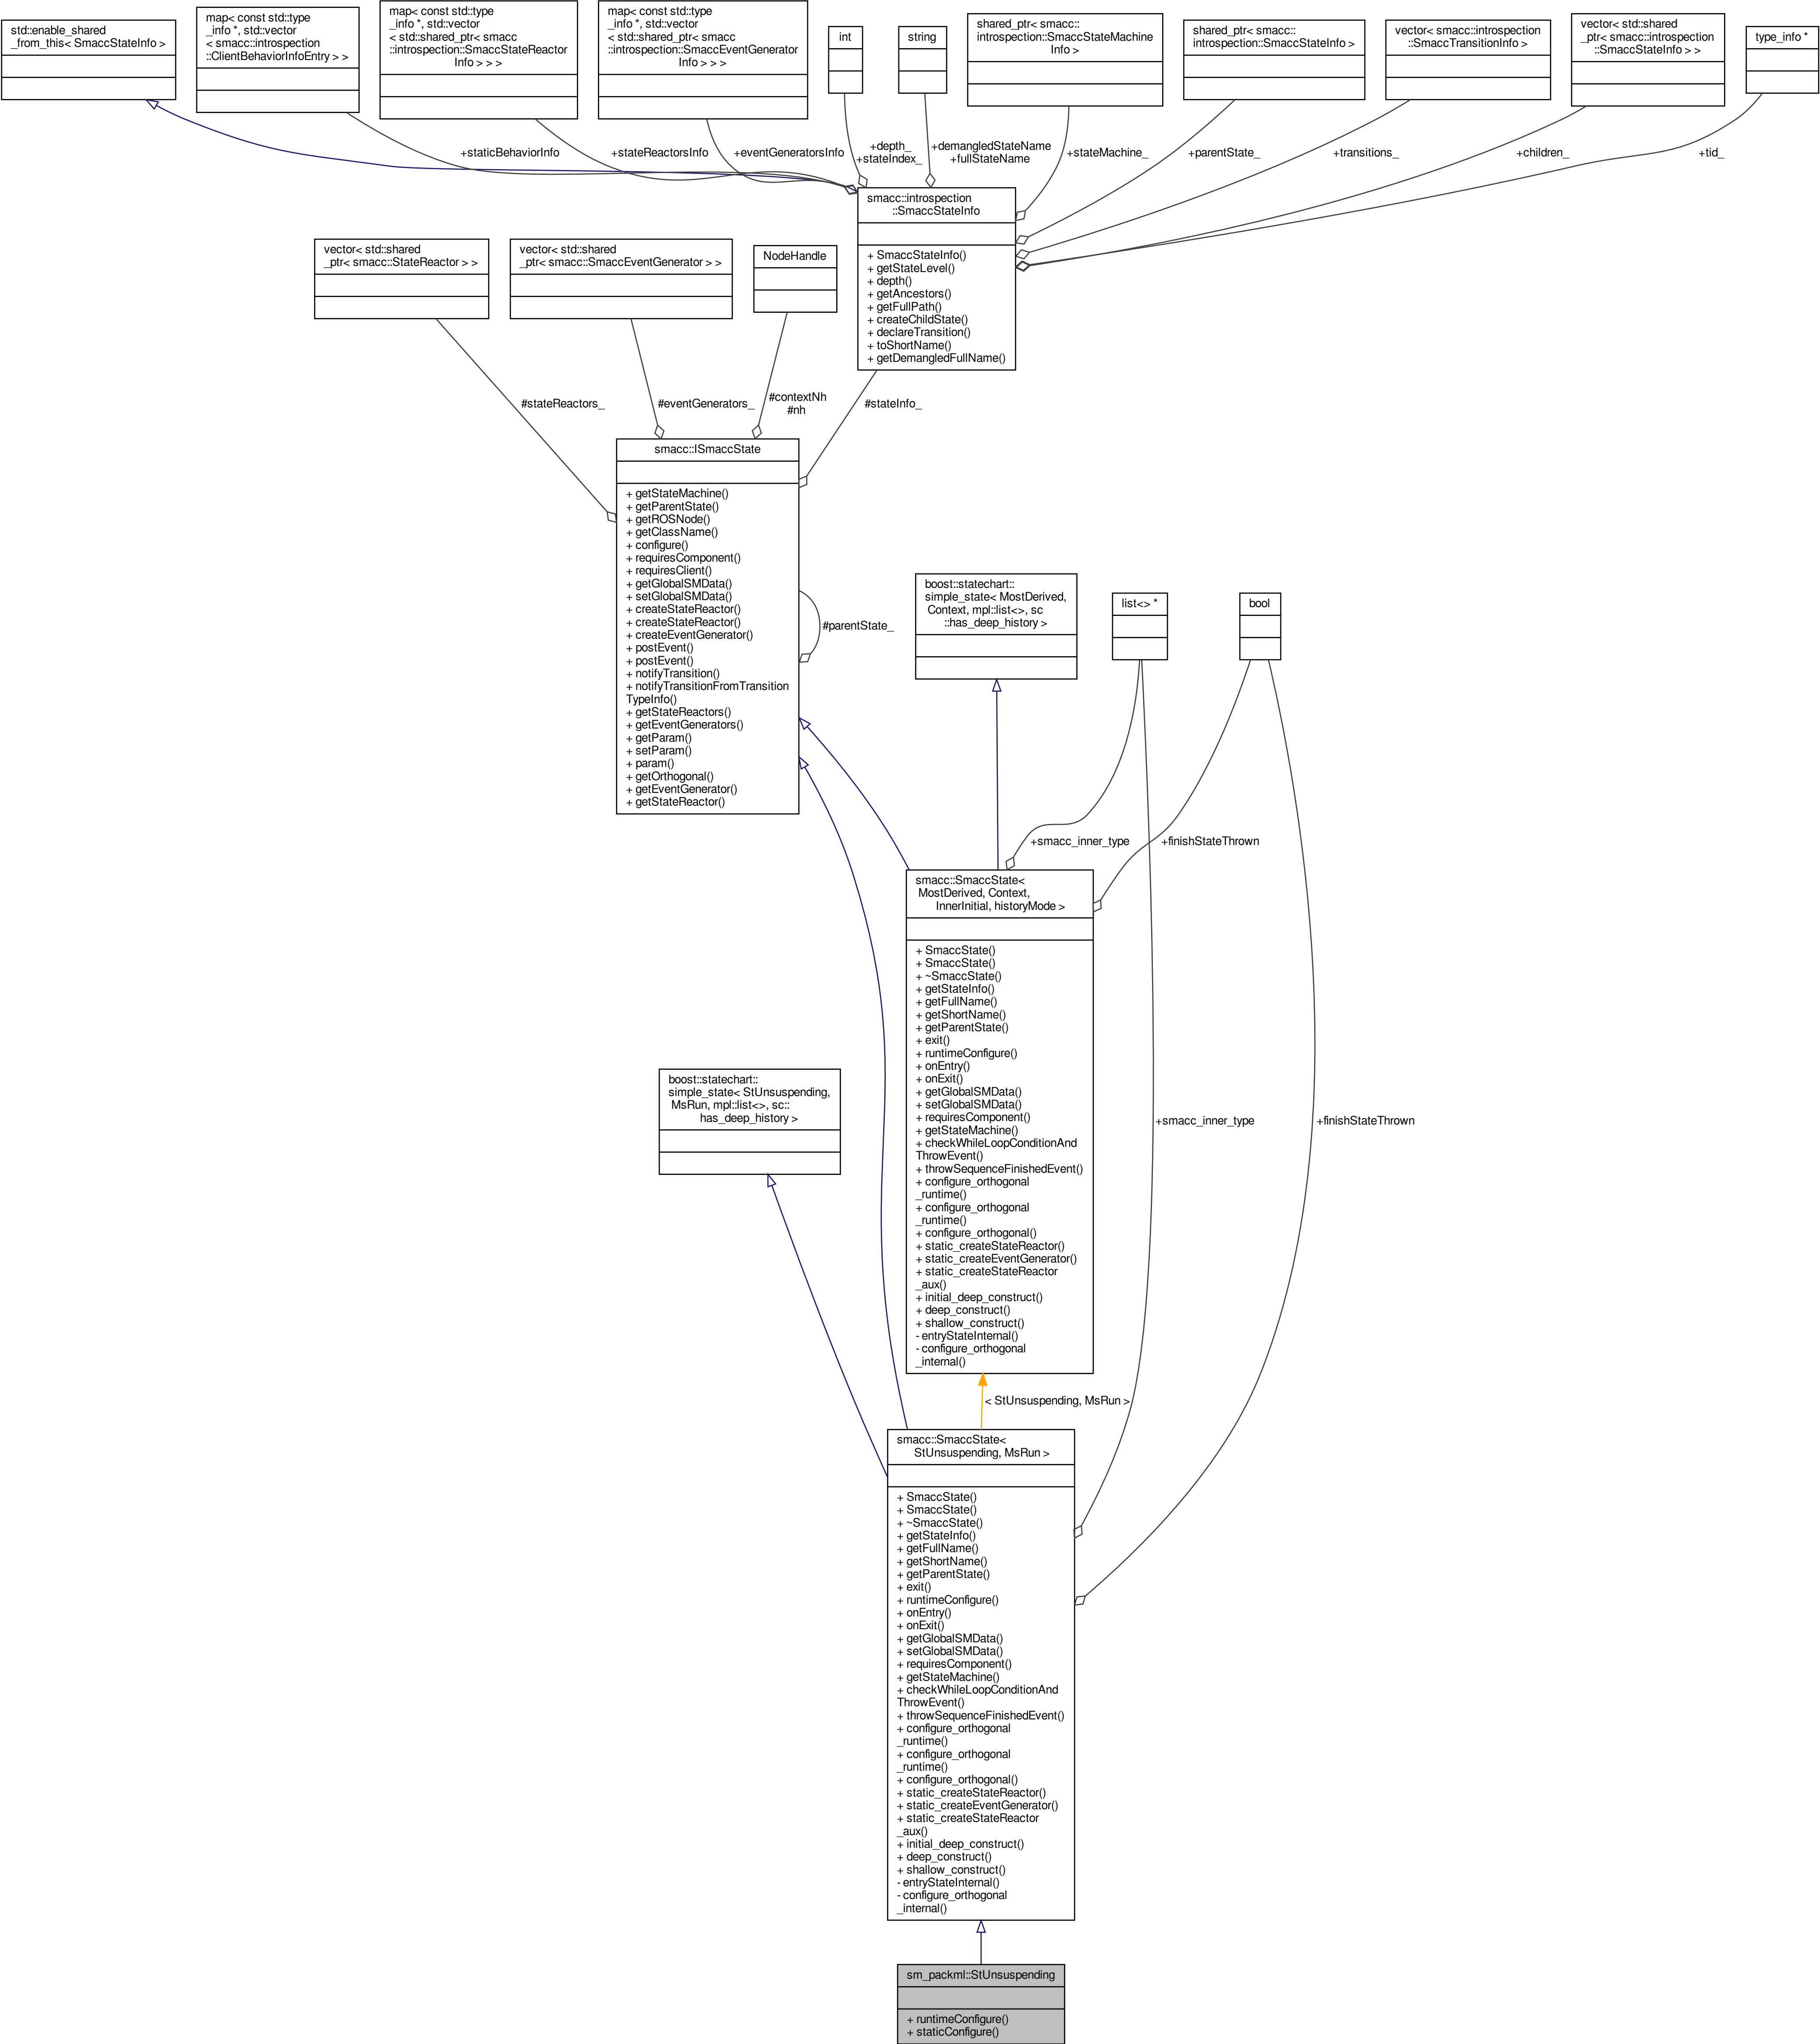 std::enable_shared
_from_this< SmaccStateInfo >
map< const std::type
_info *, std::vector
< smacc::introspection
::ClientBehaviorInfoEntry > >
map< const std::type
_info *, std::vector
< std::shared_ptr< smacc
::introspection::SmaccStateReactor
Info > > >
map< const std::type
_info *, std::vector
< std::shared_ptr< smacc
::introspection::SmaccEventGenerator
Info > > >
int
string
shared_ptr< smacc::
introspection::SmaccStateMachine
Info >
shared_ptr< smacc::
introspection::SmaccStateInfo >
vector< smacc::introspection
::SmaccTransitionInfo >
vector< std::shared
_ptr< smacc::introspection
::SmaccStateInfo > >
type_info *
+staticBehaviorInfo
+stateReactorsInfo
+eventGeneratorsInfo
+depth_
+stateIndex_
+demangledStateName
+fullStateName
+stateMachine_
+parentState_
+transitions_
+children_
+tid_
smacc::introspection
::SmaccStateInfo
+ SmaccStateInfo()
+ getStateLevel()
+ depth()
+ getAncestors()
+ getFullPath()
+ createChildState()
+ declareTransition()
+ toShortName()
+ getDemangledFullName()
vector< std::shared
_ptr< smacc::StateReactor > >
vector< std::shared
_ptr< smacc::SmaccEventGenerator > >
NodeHandle
#stateReactors_
#eventGenerators_
#contextNh
#nh
#stateInfo_
smacc::ISmaccState
+ getStateMachine()
+ getParentState()
+ getROSNode()
+ getClassName()
+ configure()
+ requiresComponent()
+ requiresClient()
+ getGlobalSMData()
+ setGlobalSMData()
+ createStateReactor()
+ createStateReactor()
+ createEventGenerator()
+ postEvent()
+ postEvent()
+ notifyTransition()
+ notifyTransitionFromTransition
TypeInfo()
+ getStateReactors()
+ getEventGenerators()
+ getParam()
+ setParam()
+ param()
+ getOrthogonal()
+ getEventGenerator()
+ getStateReactor()
#parentState_
boost::statechart::
simple_state< MostDerived,
Context, mpl::list<>, sc
::has_deep_history >
list<> *
bool
+smacc_inner_type
+finishStateThrown
smacc::SmaccState<
MostDerived, Context,
InnerInitial, historyMode >
+ SmaccState()
+ SmaccState()
+ ~SmaccState()
+ getStateInfo()
+ getFullName()
+ getShortName()
+ getParentState()
+ exit()
+ runtimeConfigure()
+ onEntry()
+ onExit()
+ getGlobalSMData()
+ setGlobalSMData()
+ requiresComponent()
+ getStateMachine()
+ checkWhileLoopConditionAnd
ThrowEvent()
+ throwSequenceFinishedEvent()
+ configure_orthogonal
_runtime()
+ configure_orthogonal
_runtime()
+ configure_orthogonal()
+ static_createStateReactor()
+ static_createEventGenerator()
+ static_createStateReactor
_aux()
+ initial_deep_construct()
+ deep_construct()
+ shallow_construct()
- entryStateInternal()
- configure_orthogonal
_internal()
boost::statechart::
simple_state< StUnsuspending,
MsRun, mpl::list<>, sc::
has_deep_history >
+smacc_inner_type
+finishStateThrown
< StUnsuspending, MsRun >
smacc::SmaccState<
StUnsuspending, MsRun >
+ SmaccState()
+ SmaccState()
+ ~SmaccState()
+ getStateInfo()
+ getFullName()
+ getShortName()
+ getParentState()
+ exit()
+ runtimeConfigure()
+ onEntry()
+ onExit()
+ getGlobalSMData()
+ setGlobalSMData()
+ requiresComponent()
+ getStateMachine()
+ checkWhileLoopConditionAnd
ThrowEvent()
+ throwSequenceFinishedEvent()
+ configure_orthogonal
_runtime()
+ configure_orthogonal
_runtime()
+ configure_orthogonal()
+ static_createStateReactor()
+ static_createEventGenerator()
+ static_createStateReactor
_aux()
+ initial_deep_construct()
+ deep_construct()
+ shallow_construct()
- entryStateInternal()
- configure_orthogonal
_internal()
sm_packml::StUnsuspending
+ runtimeConfigure()
+ staticConfigure()